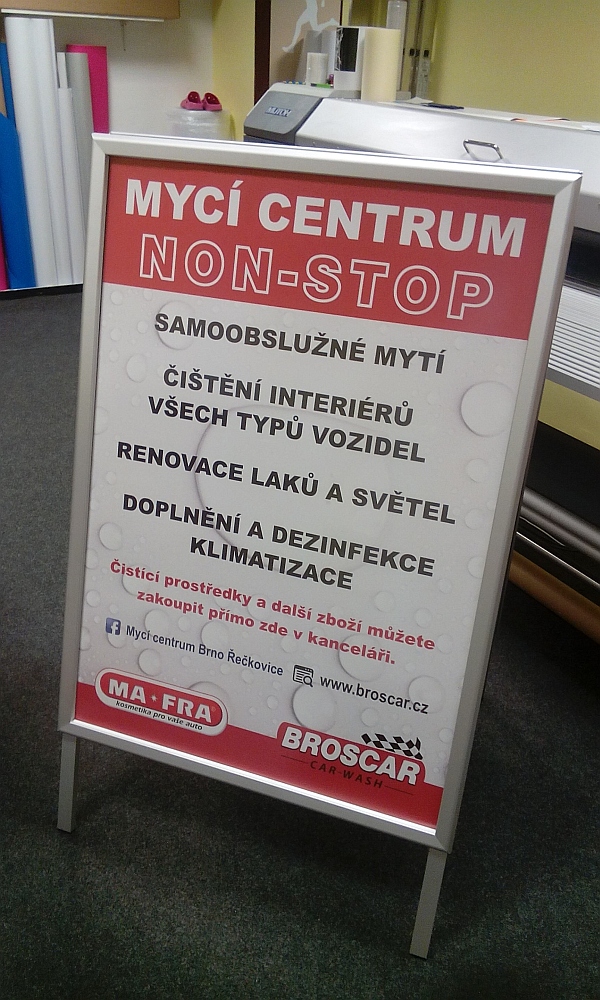 MUTOH
MYCÍ CENTRUM
NON-STOP
SAMOOBSLUŽNÉ MYTÍ
ČIŠTĚNÍ INTERIÉRŮ
VŠECH TYPŮ VOZIDEL
RENOVACE LAKŮ A SVĚTEL
DOPLNĚNÍ A DEZINFEKCE
KLIMATIZACE
Čistící prostředky a další zboží můžete
zakoupit přímo zde v kanceláři.
f Mycí centrum Brno Řečkovice www.broscar.cz
MA·FRA®
kosmetika pro vaše auto
BROSCAR
CAR-WASH